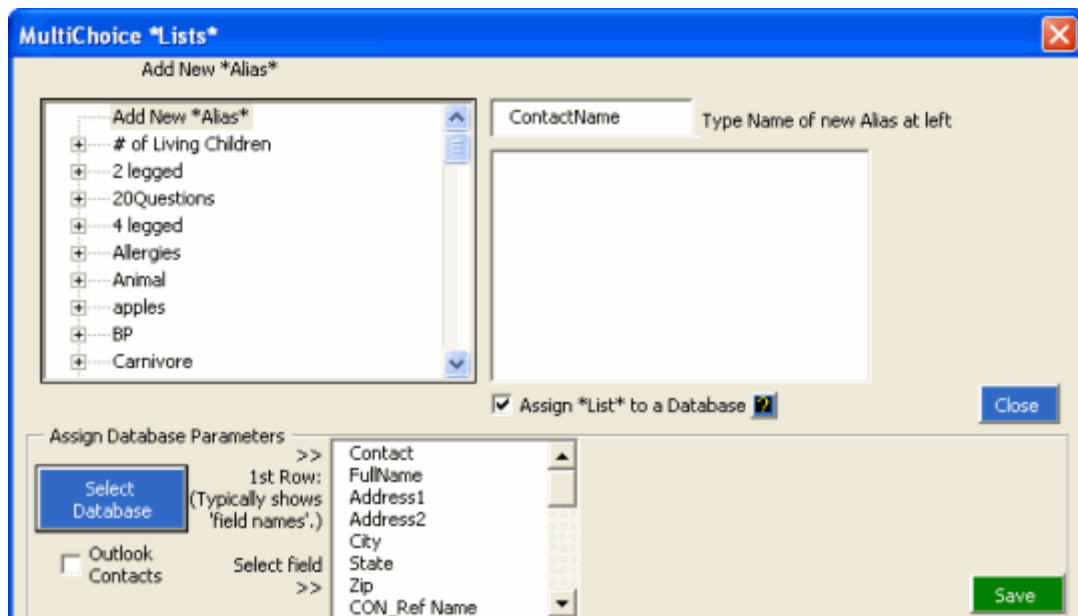 MultiChoice *Lists*
Add New *Alias*
Add New *Alias*
# of Living Children
2 legged
20Questions
4 legged
Allergies
Animal
apples
BP
Carnivore
ContactName
Type Name of new Alias at left
Assign *List* to a Database ?
Close
Assign Database Parameters
Select
Database
>>
1st Row:
(Typically shows
'field names'.)
Outlook
Contacts
Select field
>>
Contact
FullName
Address1
Address2
City
State
Zip
CON_Ref Name
Save